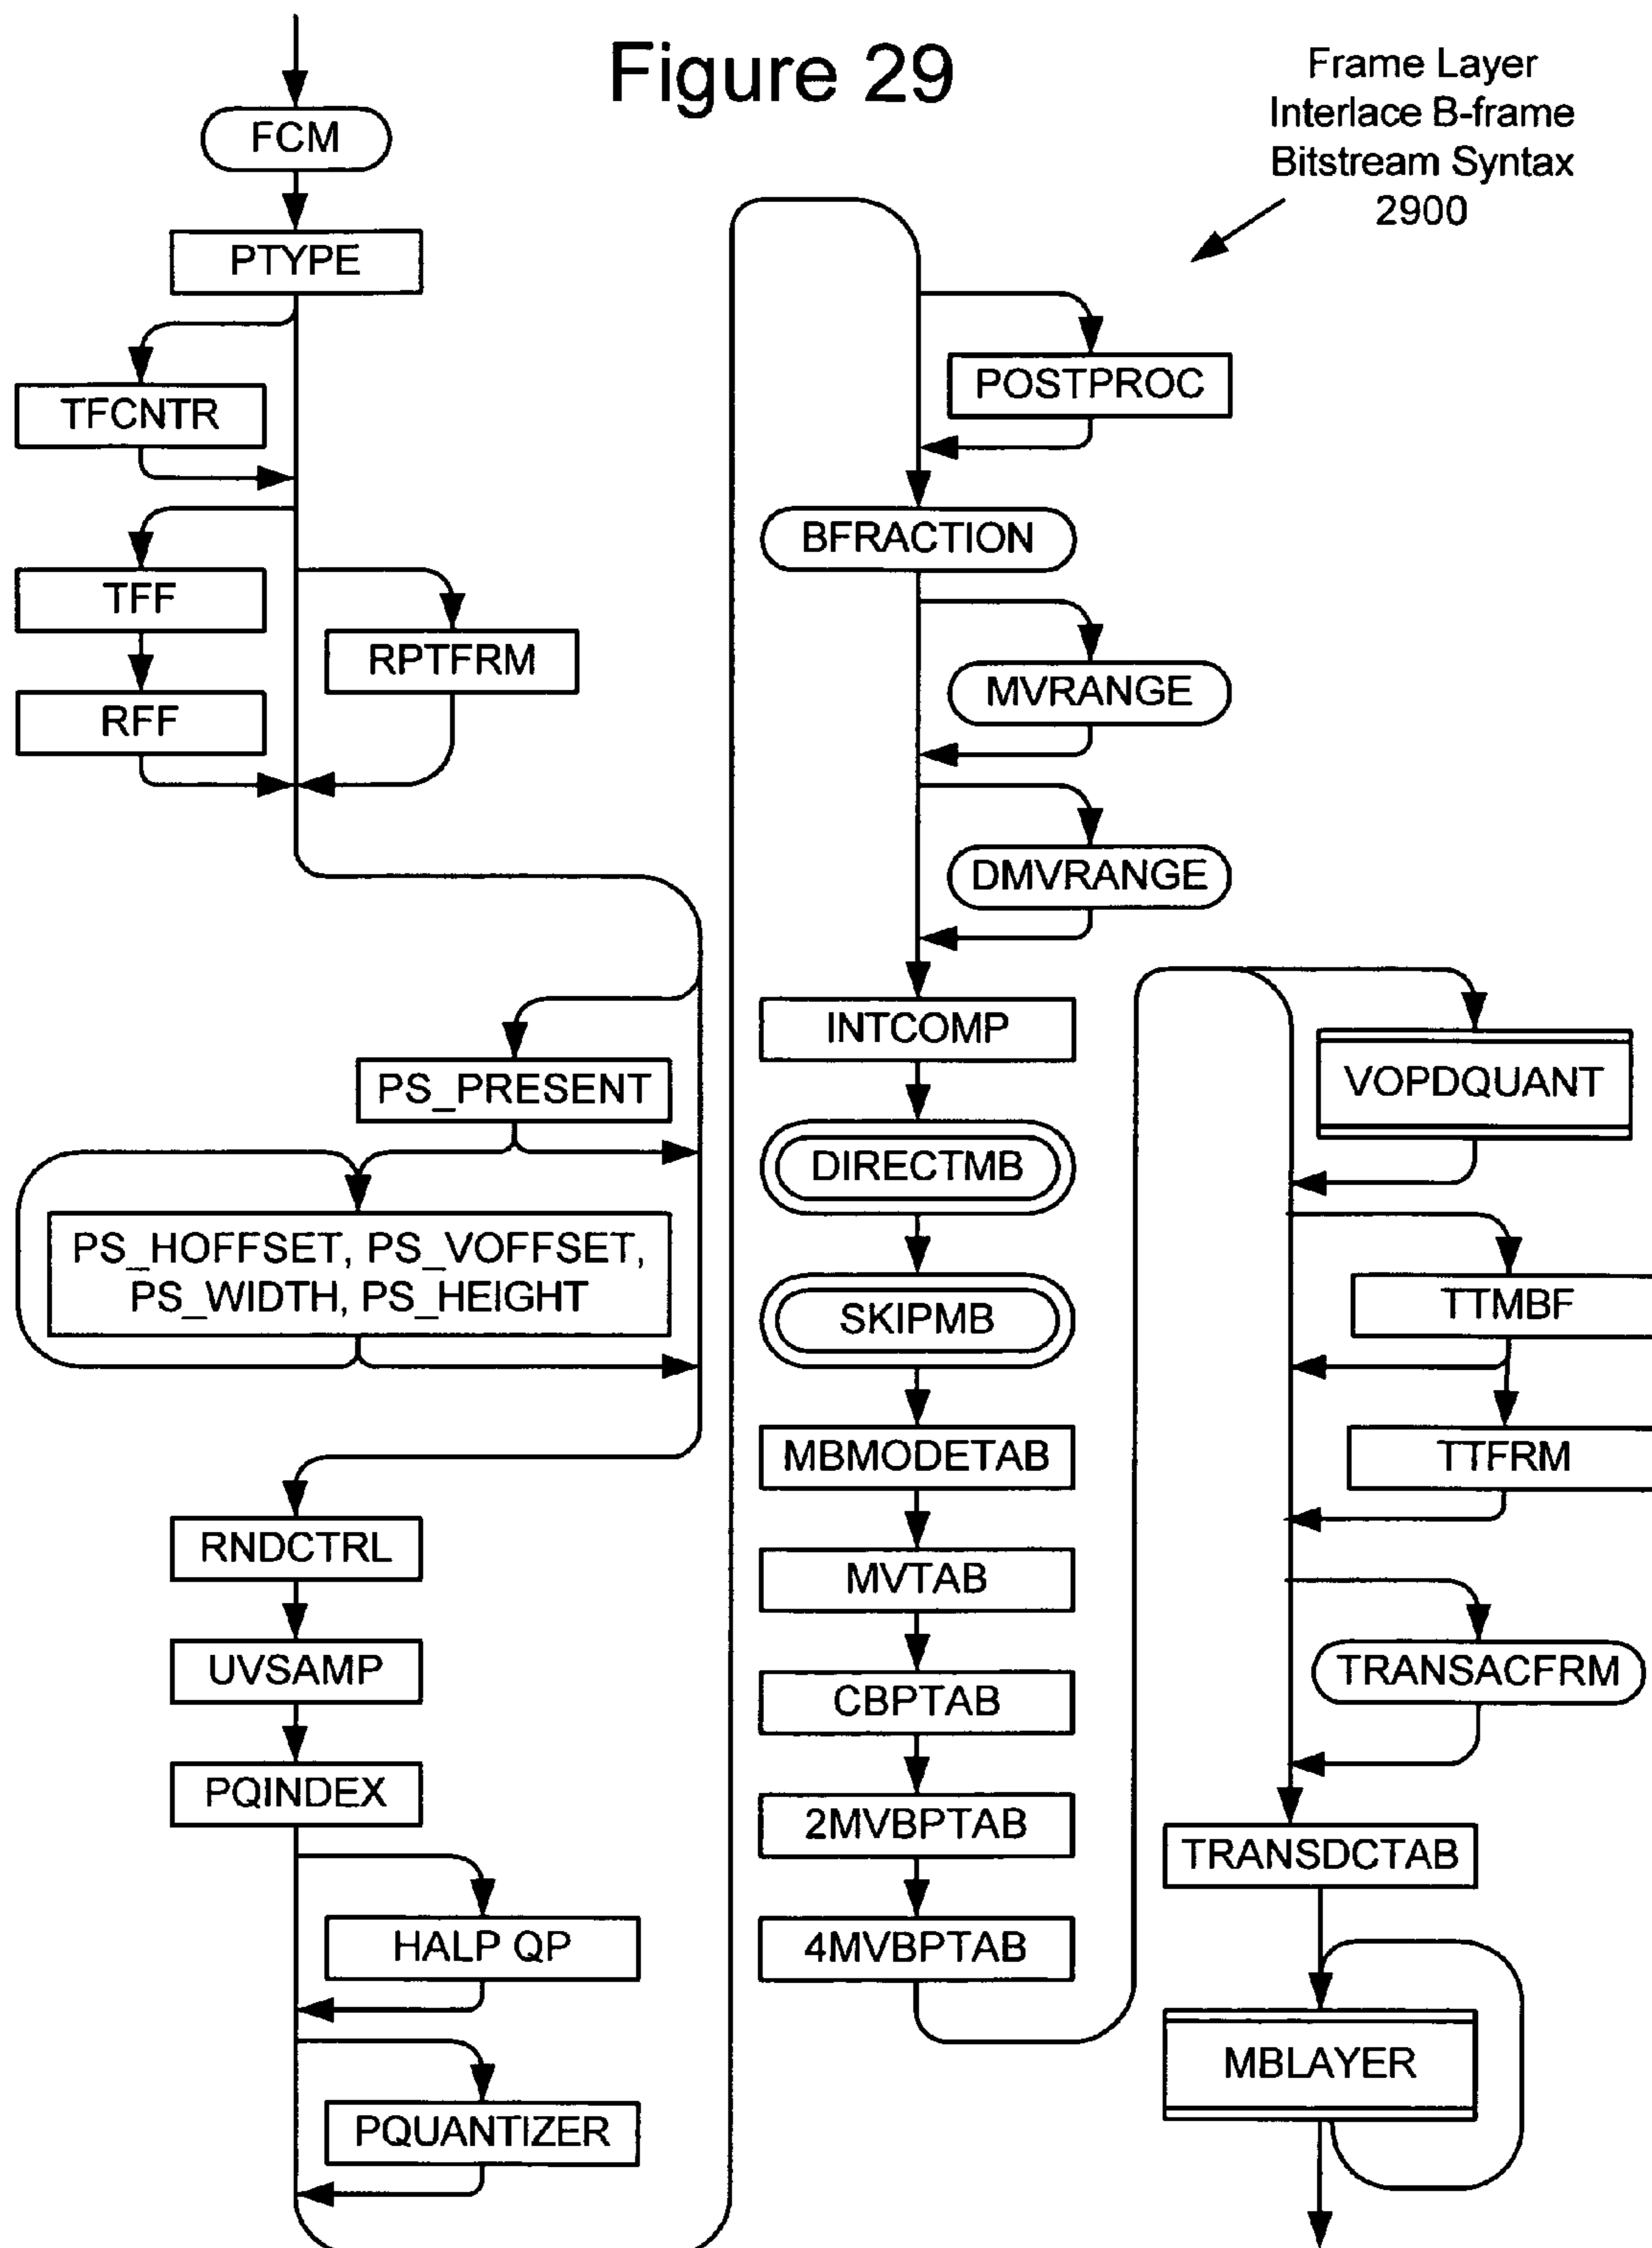 Figure 29
Frame Layer
Interlace B-frame
Bitstream Syntax
2900
FCM
PTYPE
TFCNTR
TFF
RFF
RPTFRM
PS_PRESENT
PS_HOFFSET, PS_VOFFSET,
PS_WIDTH, PS_HEIGHT
RNDCTRL
UVSAMP
PQINDEX
HALP QP
PQUANTIZER
POSTPROC
BFRACTION
MVRANGE
DMVRANGE
INTCOMP
DIRECTMB
SKIPMB
MBMODETAB
MVTAB
CBPTAB
2MVBPTAB
4MVBPTAB
VOPDQUANT
TTMBF
TTFRM
TRANSACFRM
TRANSDCTAB
MBLAYER